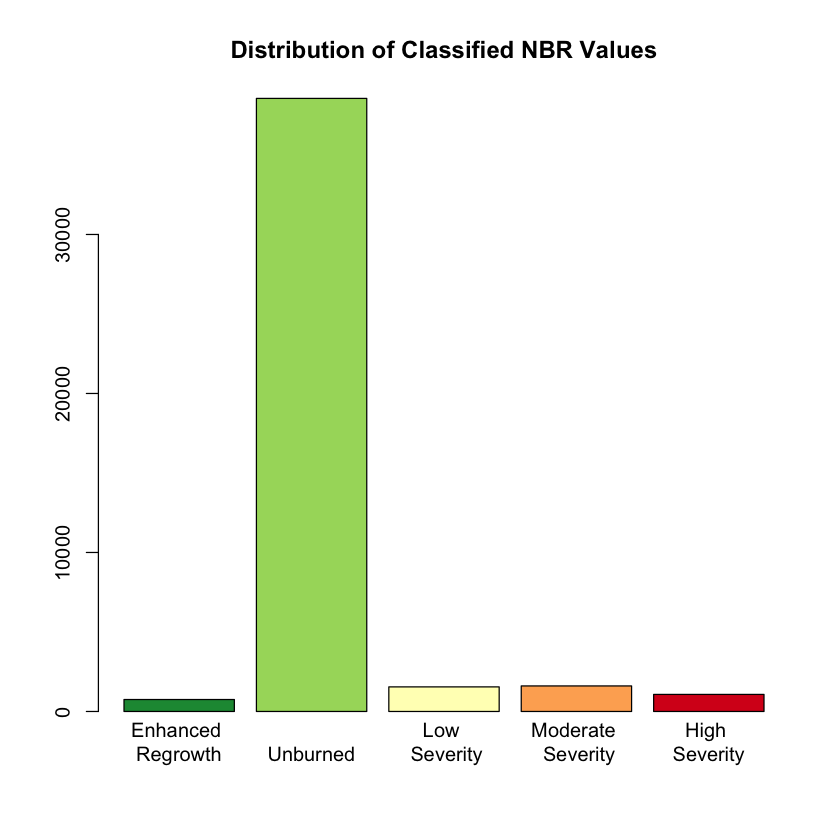 Distribution of Classified NBR Values
30000
20000
10000
0
Enhanced Regrowth
Unburned
Low Severity
Moderate Severity
High Severity